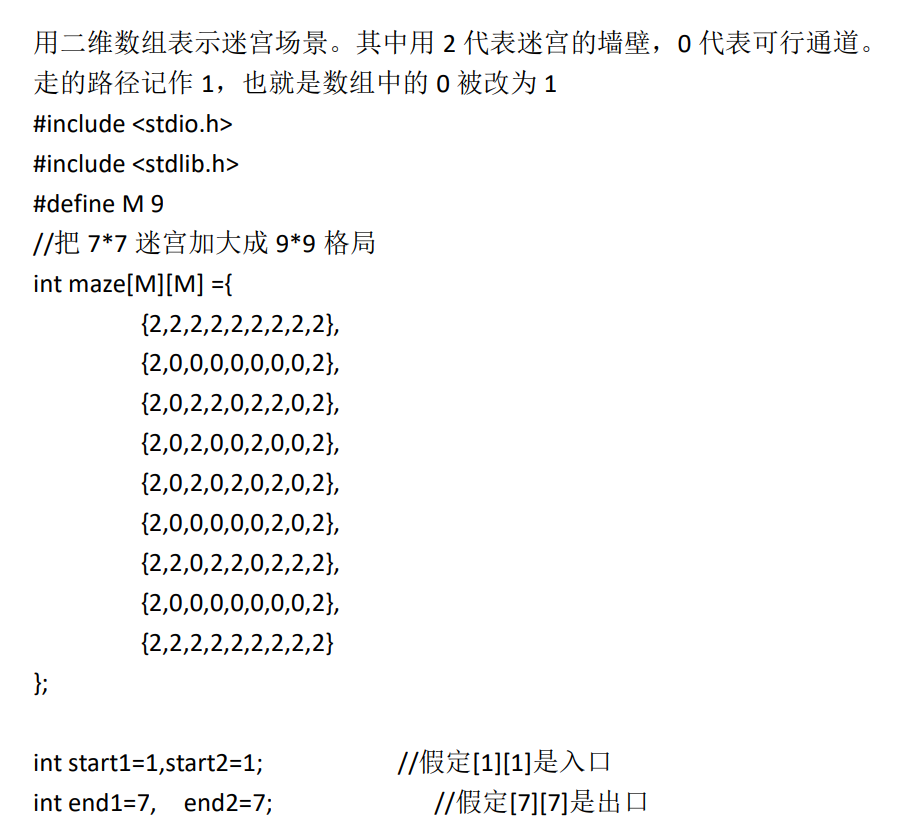 用二维数组表示迷宫场景。其中用 2 代表迷宫的墙壁，0 代表可行通道。
走的路径记作 1，也就是数组中的 0 被改为 1
#include <stdio.h>
#include <stdlib.h>
#define M 9
//把 7*7 迷宫加大成 9*9 格局
int maze[M][M] ={
{2,2,2,2,2,2,2,2,2},
{2,0,0,0,0,0,0,0,2},
{2,0,2,2,0,2,2,0,2},
{2,0,2,0,0,2,0,0,2},
{2,0,2,0,2,0,2,0,2},
{2,0,0,0,0,0,2,0,2},
{2,2,0,2,2,0,2,2,2},
{2,0,0,0,0,0,0,0,2},
{2,2,2,2,2,2,2,2,2}
};
int start1=1,start2=1; //假定[1][1]是入口
int end1=7, end2=7; //假定[7][7]是出口